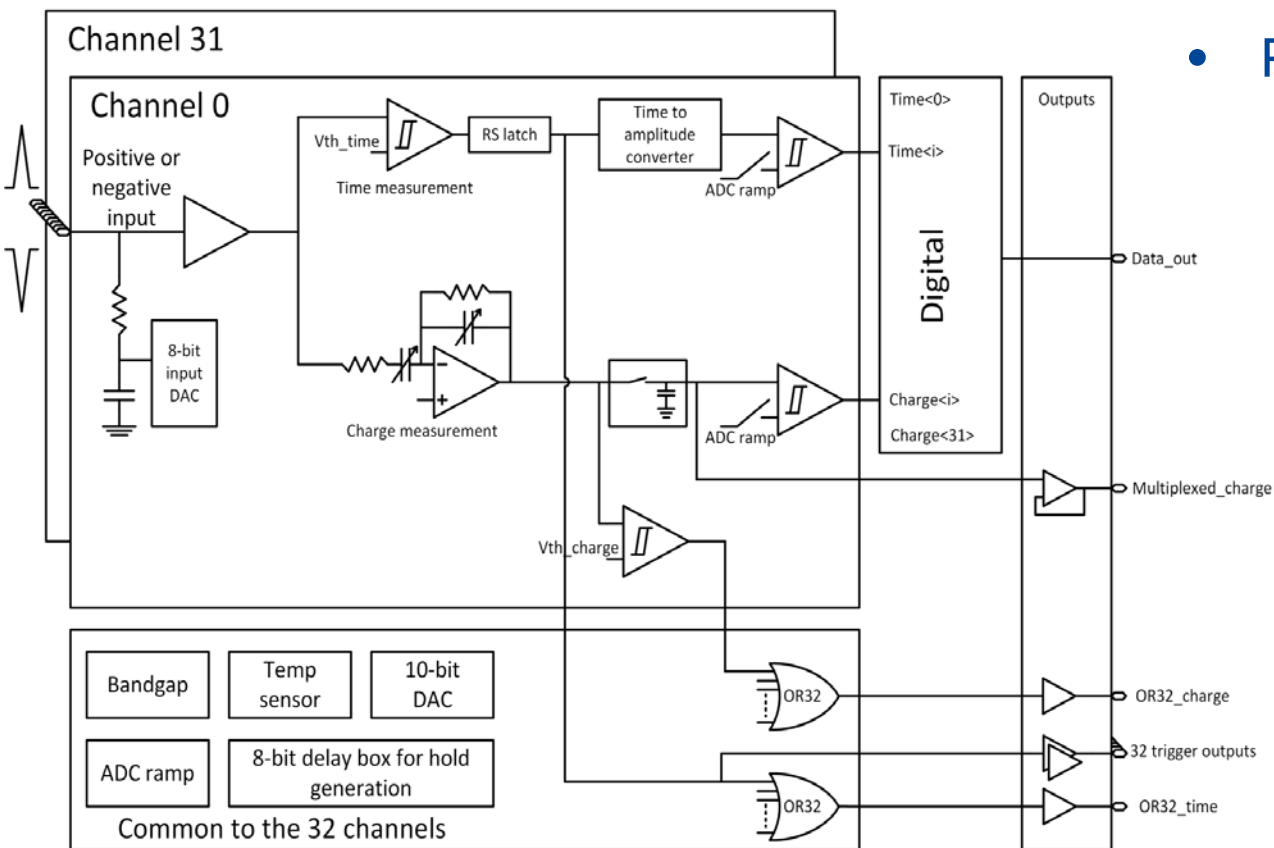 Channel 31
Channel 0
Positive or
negative
input
8-bit
input
DAC
Vth_time
Time measurement
RS latch
Time to
amplitude
converter
ADC ramp
Charge measurement
ADC ramp
Vth_charge
Time<0>
Time<i>
Digital
Charge<i>
Charge<31>
Outputs
Data_out
Multiplexed_charge
OR32_charge
32 trigger outputs
OR32_time
OR32
OR32
Bandgap
Temp
sensor
10-bit
DAC
ADC ramp
8-bit delay box for hold
generation
Common to the 32 channels